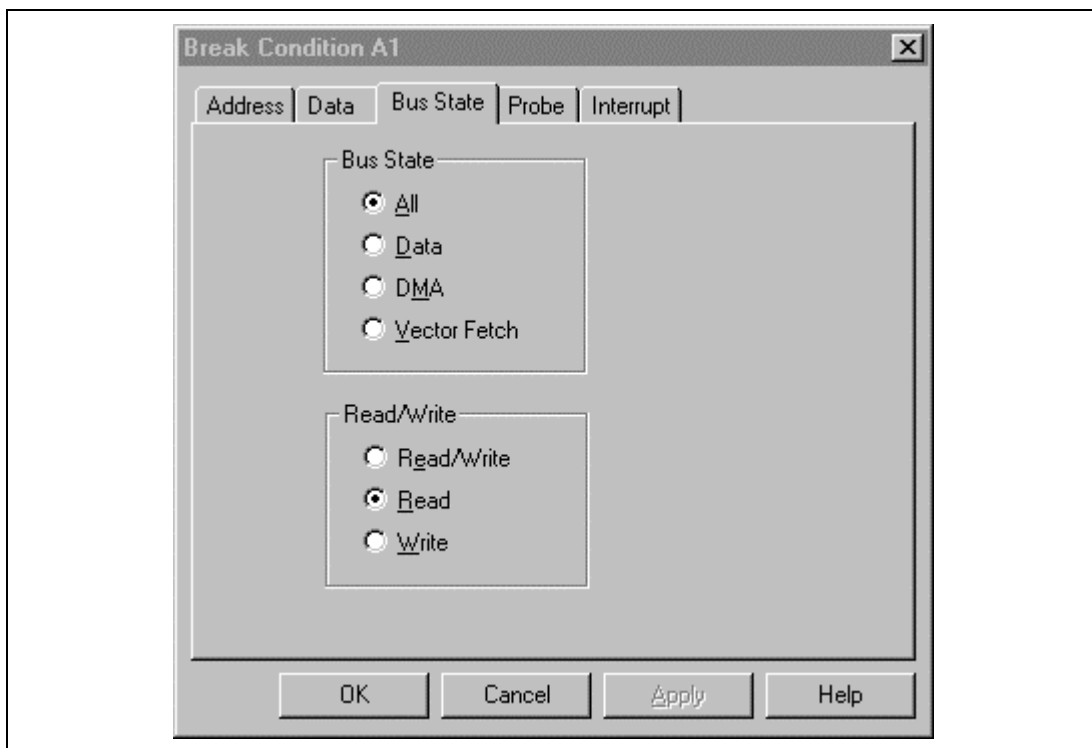 Break Condition A1
Address Data Bus State Probe Interrupt
Bus State
All
Data
DMA
Vector Fetch
Read/Write
Read/Write
Read
Write
OK Cancel Apply Help